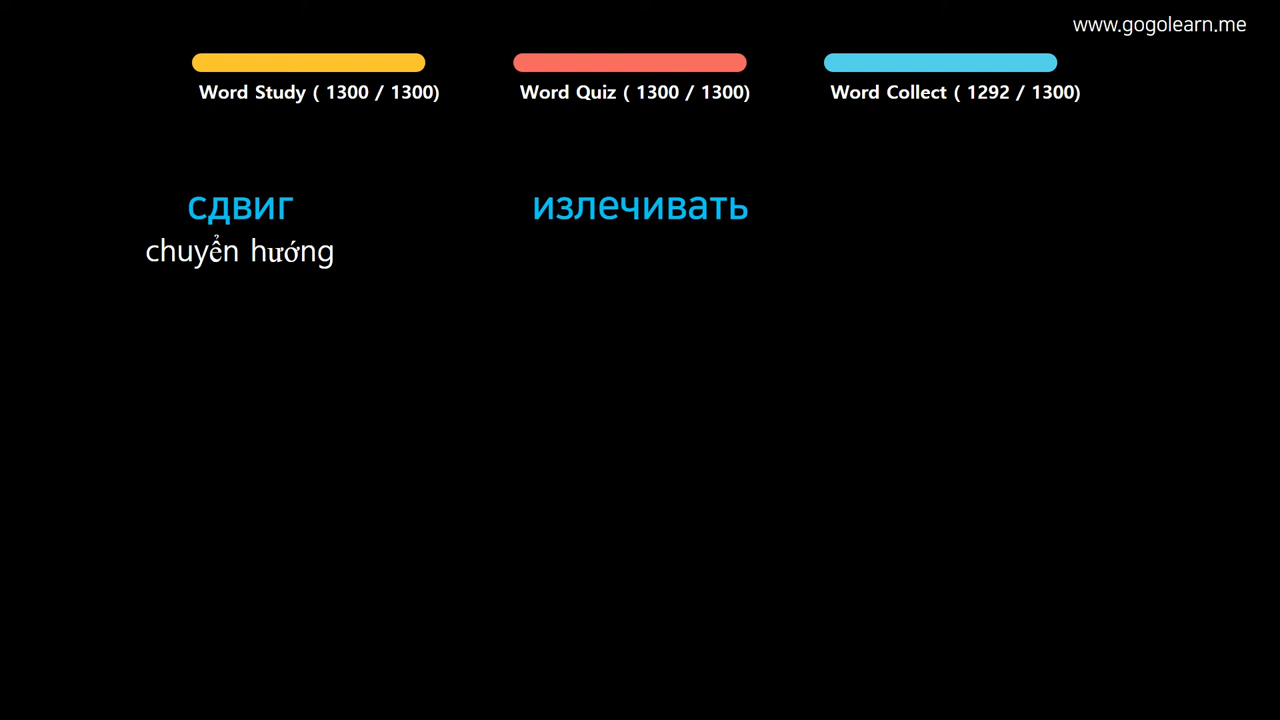 www.gogolearn.me
Word Study ( 1300 / 1300)
Word Quiz ( 1300 / 1300)
Word Collect ( 1292 / 1300)
сдвиг
chuyển hướng
излечивать